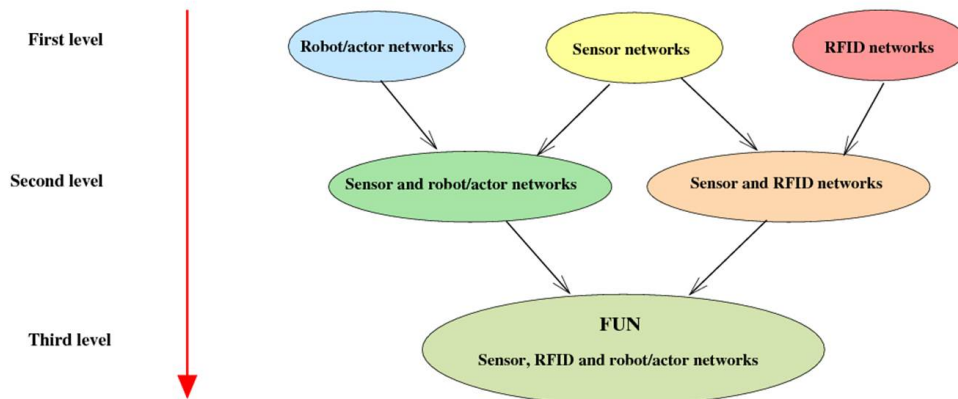 First level
Robot/actor networks
Sensor networks
RFID networks
Second level
Sensor and robot/actor networks
Sensor and RFID networks
Third level
FUN
Sensor, RFID and robot/actor networks